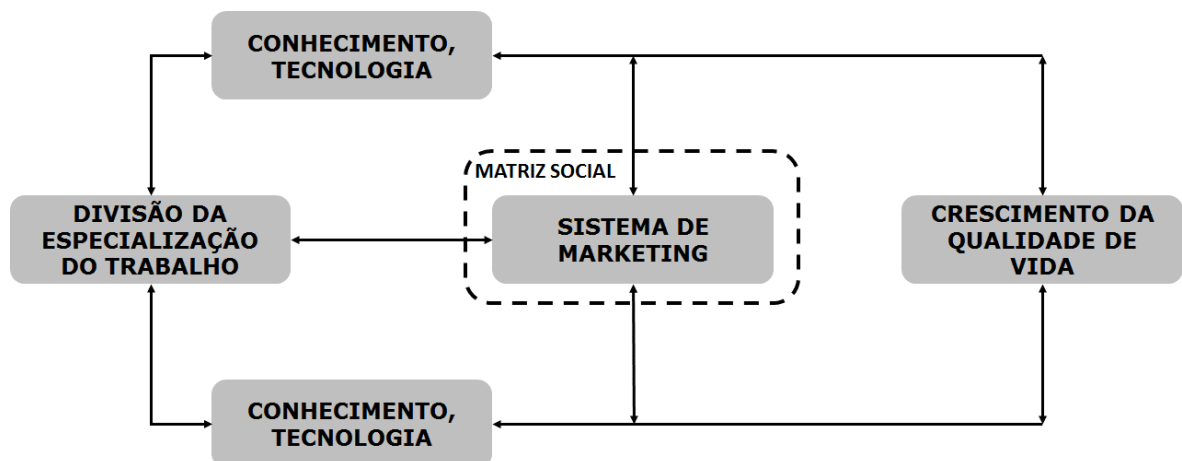 CONHECIMENTO,
TECNOLOGIA
MATRIZ SOCIAL
DIVISÃO DA
ESPECIALIZAÇÃO
DO TRABALHO
SISTEMA DE
MARKETING
CRESCIMENTO DA
QUALIDADE DE
VIDA
CONHECIMENTO,
TECNOLOGIA